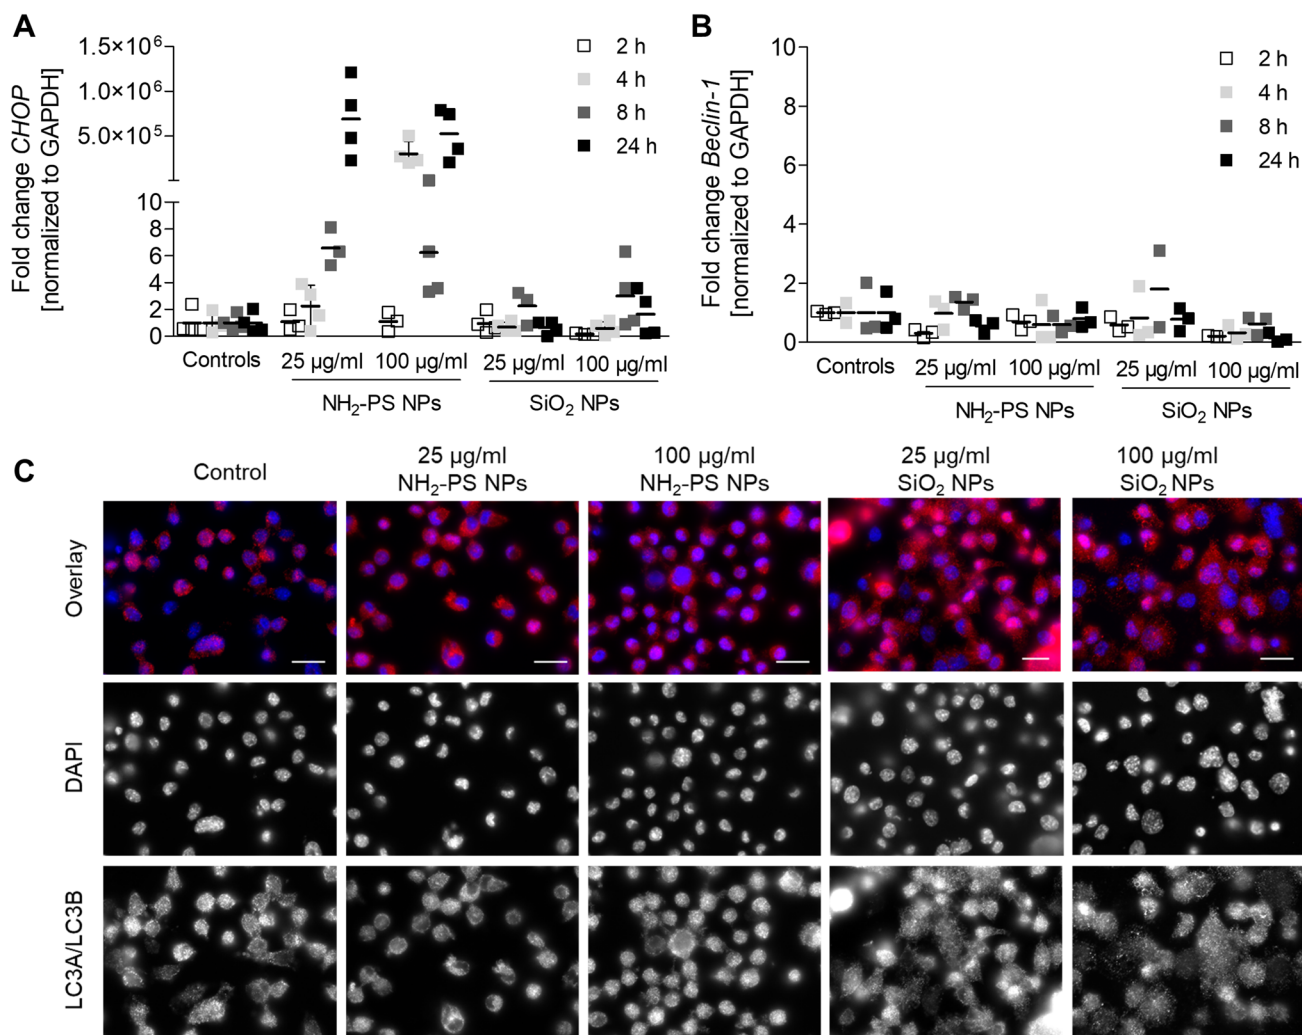 A
Fold change CHOP
[normalized to GAPDH]
1.5×10⁶
1.0×10⁶
5.0×10⁵
10
8
6
4
2
0
2 h
4 h
8 h
24 h
Controls
25 µg/ml
100 µg/ml
25 µg/ml
100 µg/ml
NH₂-PS NPs
SiO₂ NPs
B
Fold change Beclin-1
[normalized to GAPDH]
10
8
6
4
2
0
2 h
4 h
8 h
24 h
Controls
25 µg/ml
100 µg/ml
25 µg/ml
100 µg/ml
NH₂-PS NPs
SiO₂ NPs
C
Control
25 µg/ml
NH₂-PS NPs
100 µg/ml
NH₂-PS NPs
25 µg/ml
SiO₂ NPs
100 µg/ml
SiO₂ NPs
Overlay
DAPI
LC3A/LC3B